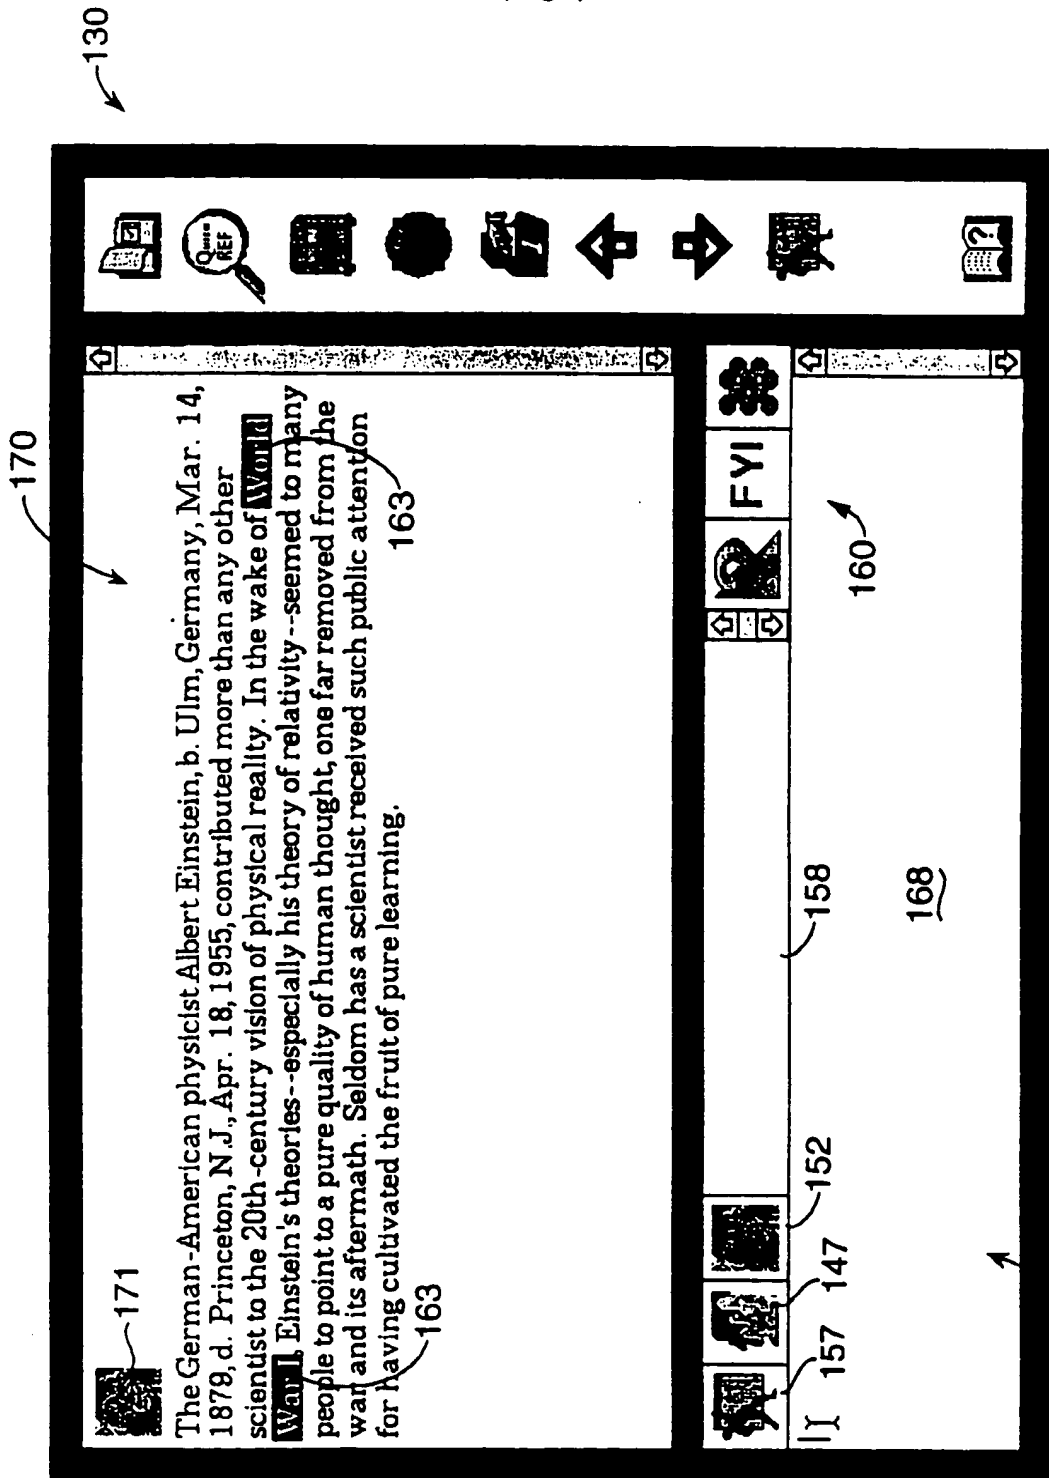 130
170
171
The German-American physicist Albert Einstein, b. Ulm, Germany, Mar. 14,
1879, d. Princeton, N.J., Apr. 18, 1955, contributed more than any other
scientist to the 20th-century vision of physical reality. In the wake of World
War I, Einstein's theories--especially his theory of relativity--seemed to many
people to point to a pure quality of human thought, one far removed from the
war and its aftermath. Seldom has a scientist received such public attention
for having cultivated the fruit of pure learning.
163
163
REF
1
?
FYI
157
147
152
158
160
168